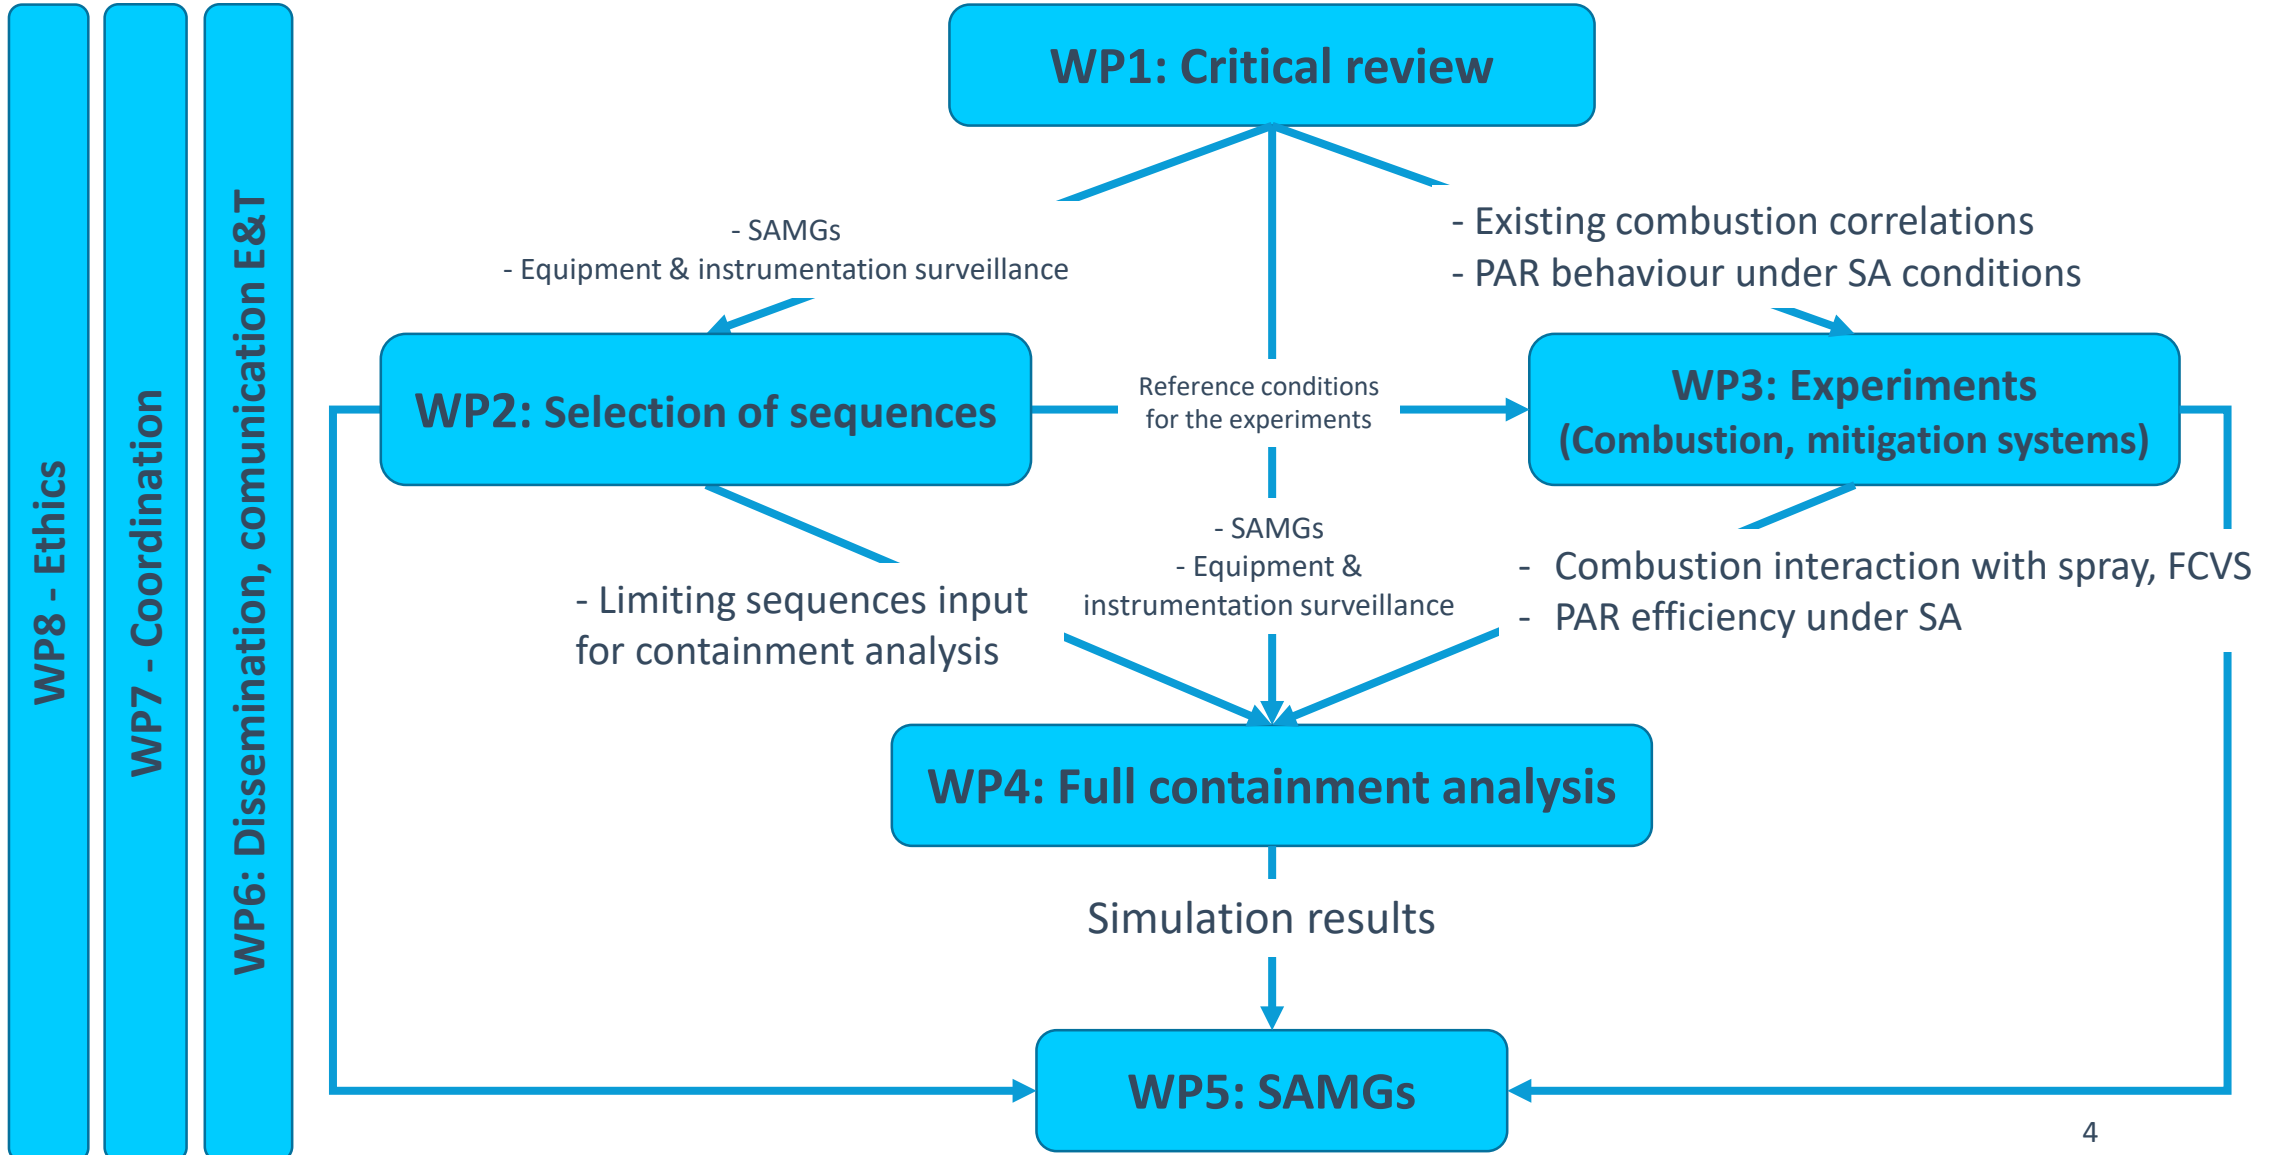 WP8 - Ethics
WP7 - Coordination
WP6: Dissemination, comunication E&T
WP1: Critical review
- SAMGs
- Equipment & instrumentation surveillance
- Existing combustion correlations
- PAR behaviour under SA conditions
WP2: Selection of sequences
Reference conditions
for the experiments
WP3: Experiments
(Combustion, mitigation systems)
- Limiting sequences input
for containment analysis
- SAMGs
- Equipment &
instrumentation surveillance
- Combustion interaction with spray, FCVS
- PAR efficiency under SA
WP4: Full containment analysis
Simulation results
WP5: SAMGs
4